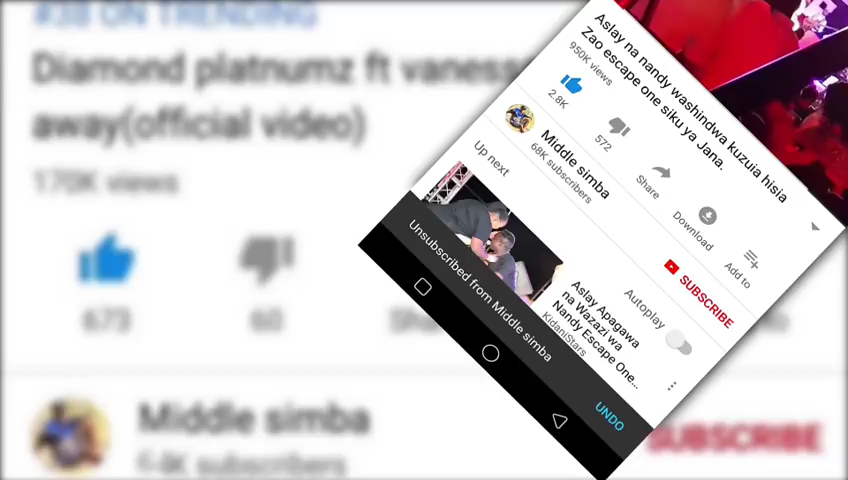 #38 ON TRENDING
Diamond platnumz ft vaness
away(official video)
170K views
673
60
Middle simba
subscribers
SUBSCRIBE
Aslay na nandy washindwa kuzuia hisia
Zao escape one siku ya Jana.
950K views
2.8K
572
Share
Download
Add to
Middle simba
68K subscribers
SUBSCRIBE
Up next
Autoplay
Aslay Apagawa
na Wazazi wa
Nandy Escape One...
KidaniStars
Unsubscribed from Middle simba
UNDO